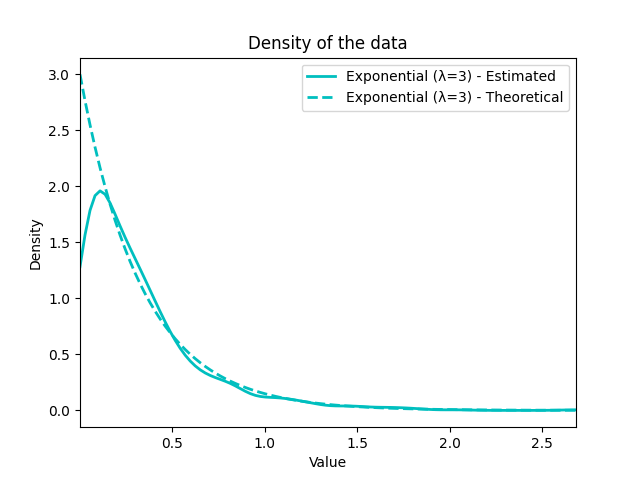 Density of the data
Exponential (λ=3) - Estimated
Exponential (λ=3) - Theoretical
3.0
2.5
2.0
1.5
1.0
0.5
0.0
Density
0.5 1.0 1.5 2.0 2.5
Value